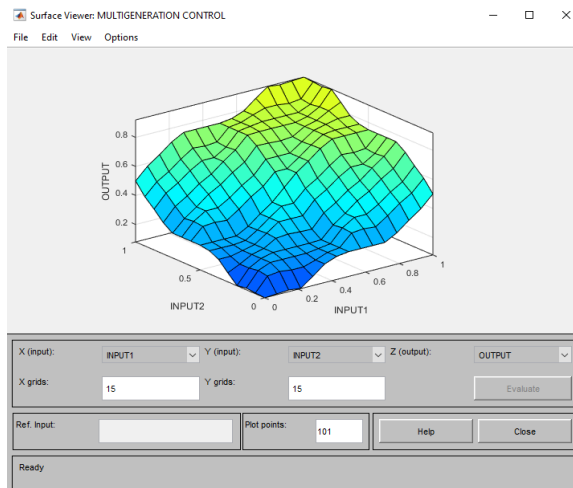 Surface Viewer: MULTIGENERATION CONTROL
File Edit View Options
OUTPUT
0.8
0.6
0.4
0.2
1
0.5
0
INPUT2
0
0.2
0.4
0.6
0.8
1
INPUT1
X (input): INPUT1 Y (input): INPUT2 Z (output): OUTPUT
X grids: 15 Y grids: 15 Evaluate
Ref. Input: Plot points: 101 Help Close
Ready